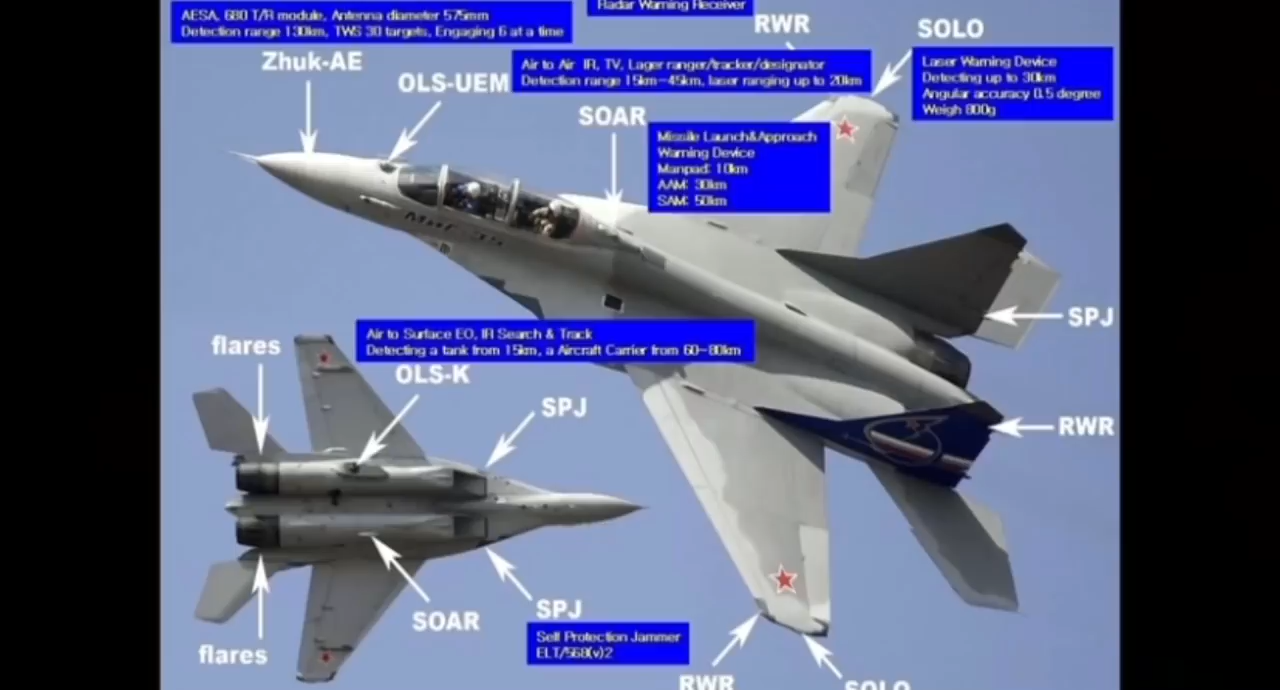 AESA, 680 T/R module, Antenna diameter 575mm
Detection range 130km, TWS 30 targets, Engaging 6 at a time
Zhuk-AE
Radar Warning Receiver
RWR
SOLO
Laser Warning Device
Detecting up to 30km
Angular accuracy 0.5 degree
Weigh 800g
Air to Air IR, TV, Lager ranger/tracker/designator
Detection range 15km-45km, laser ranging up to 20km
OLS-UEM
SOAR
Missile Launch&Approach
Warning Device
Manpad: 10km
AAM: 30km
SAM: 50km
MиГ-35
SPJ
RWR
Air to Surface EO, IR Search & Track
Detecting a tank from 15km, a Aircraft Carrier from 60-80km
flares
OLS-K
SPJ
SOAR
SPJ
Self Protection Jammer
ELT/568(v)2
flares
RWR
SOLO